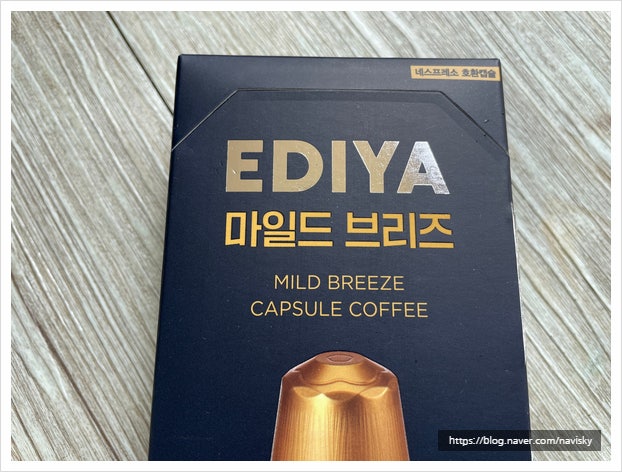 네스프레소 호환캡슐
EDIYA
마일드 브리즈
MILD BREEZE
CAPSULE COFFEE
https://blog.naver.com/navisky